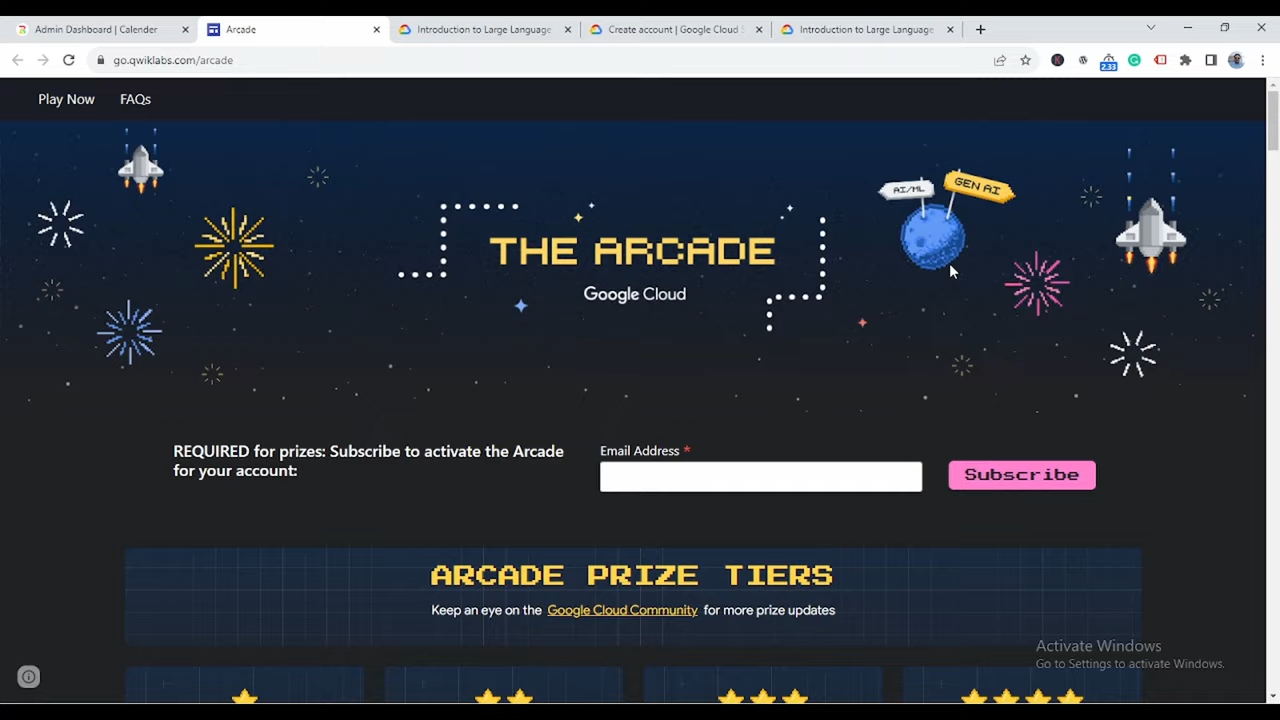 Admin Dashboard | Calender
Arcade
Introduction to Large Language
Create account | Google Cloud S
Introduction to Large Language
go.qwiklabs.com/arcade
2.33
Play Now
FAQs
AI/ML
GEN AI
THE ARCADE
Google Cloud
REQUIRED for prizes: Subscribe to activate the Arcade
for your account:
Email Address *
Subscribe
ARCADE PRIZE TIERS
Keep an eye on the Google Cloud Community for more prize updates
Activate Windows
Go to Settings to activate Windows.